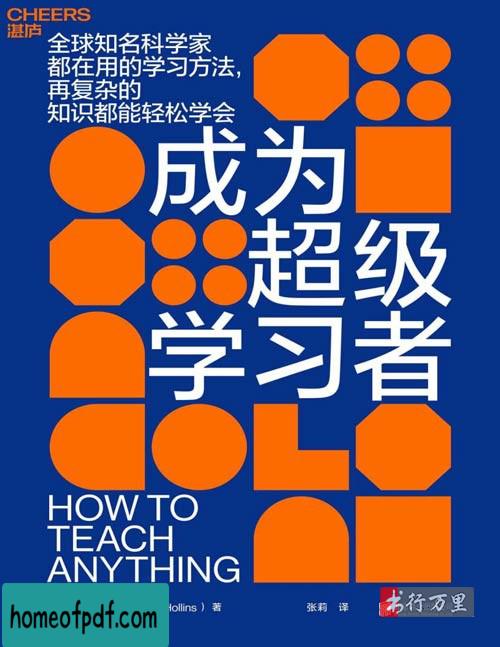 CHEERS
湛庐
全球知名科学家
都在用的学习方法,
再复杂的
知识都能轻松学会
成为
超级
学习者
HOW TO
TEACH
ANYTHING
Hollins ) 著
张莉 译
homeofpdf.com
书行万里